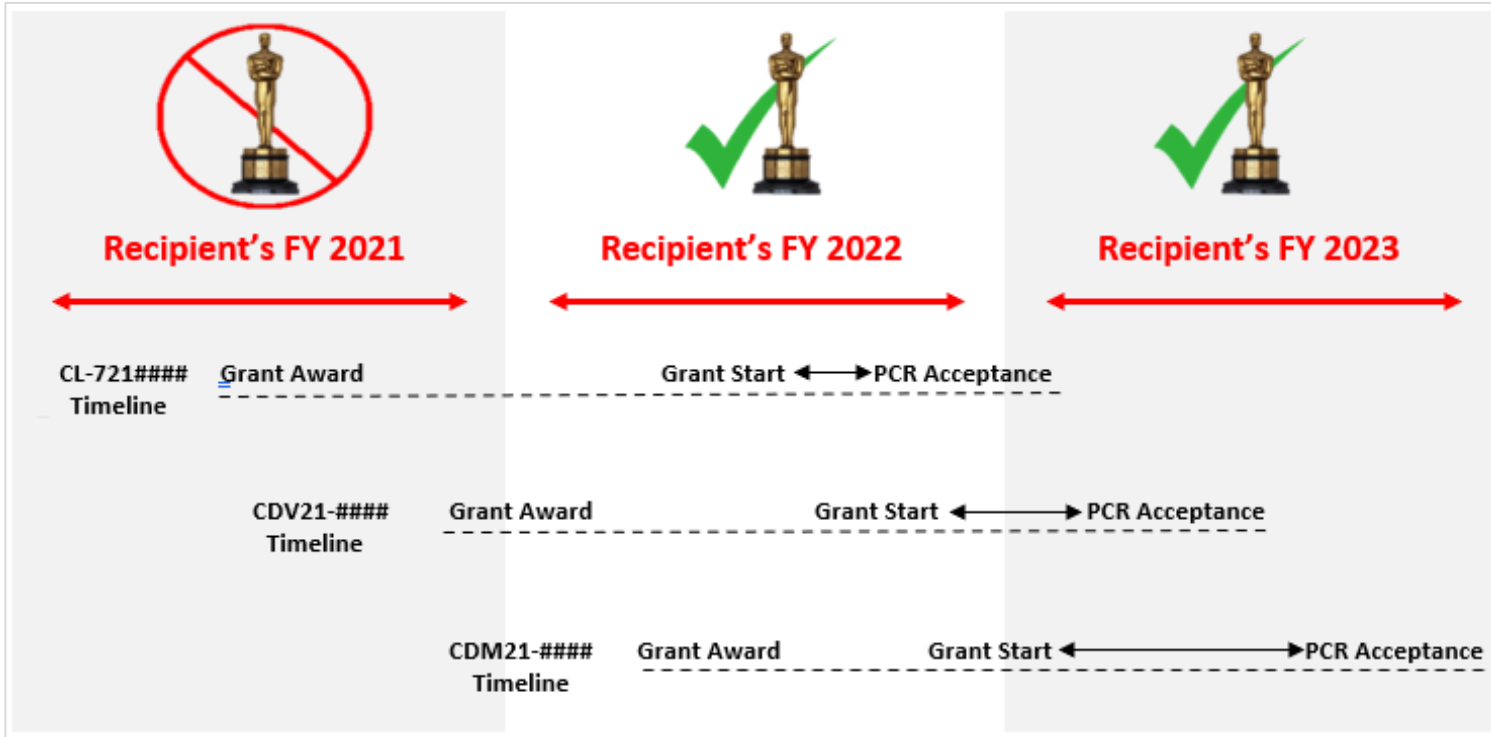 Recipient's FY 2021
Recipient's FY 2022
Recipient's FY 2023
CL-721####
Timeline
Grant Award
Grant Start
PCR Acceptance
CDV21-####
Timeline
Grant Award
Grant Start
PCR Acceptance
CDM21-####
Timeline
Grant Award
Grant Start
PCR Acceptance